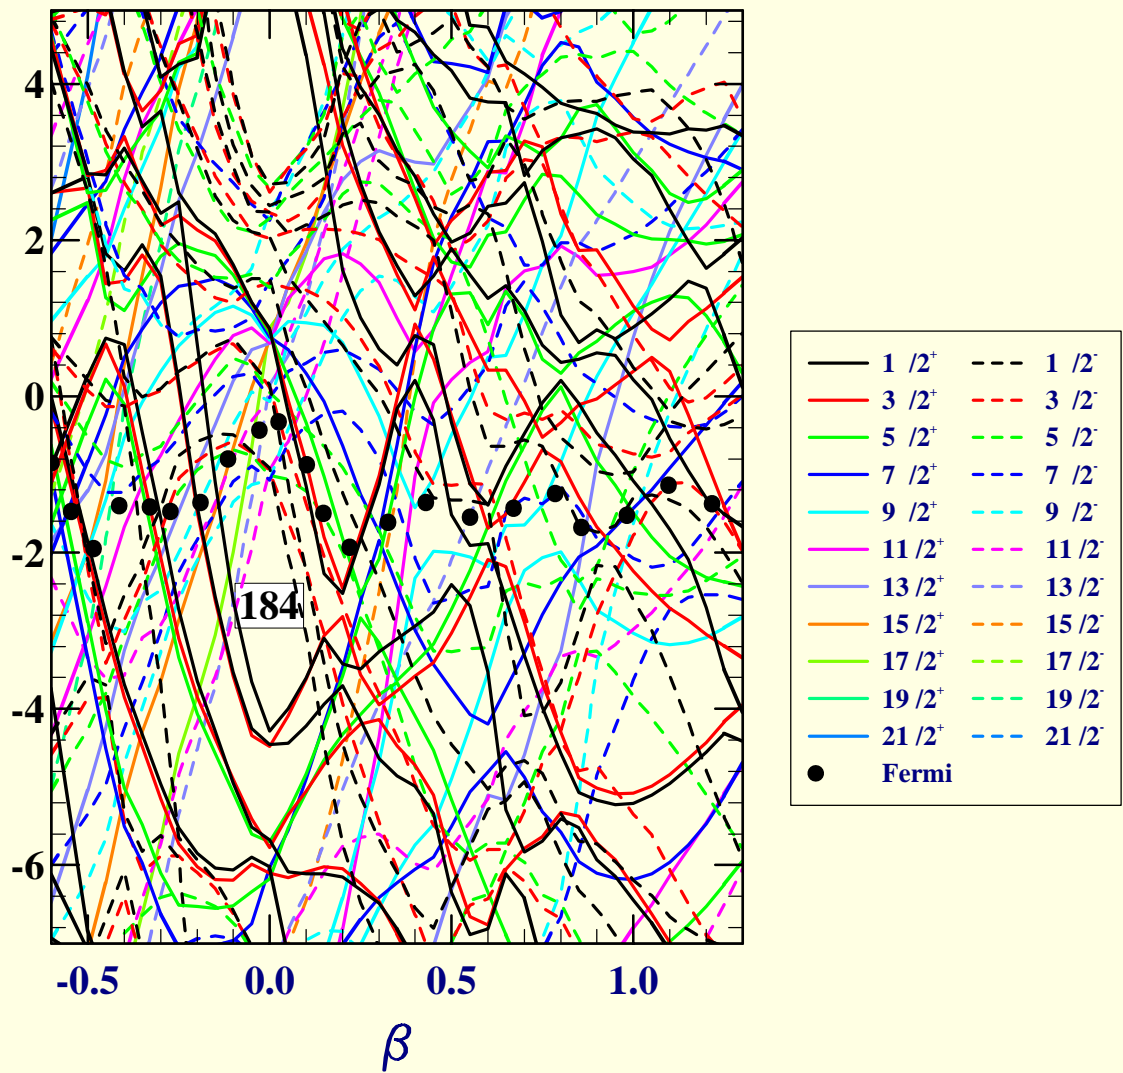 4
2
0
-2
-4
-6
184
-0.5 0.0 0.5 1.0
β
1 /2+ 1 /2-
3 /2+ 3 /2-
5 /2+ 5 /2-
7 /2+ 7 /2-
9 /2+ 9 /2-
11 /2+ 11 /2-
13 /2+ 13 /2-
15 /2+ 15 /2-
17 /2+ 17 /2-
19 /2+ 19 /2-
21 /2+ 21 /2-
Fermi